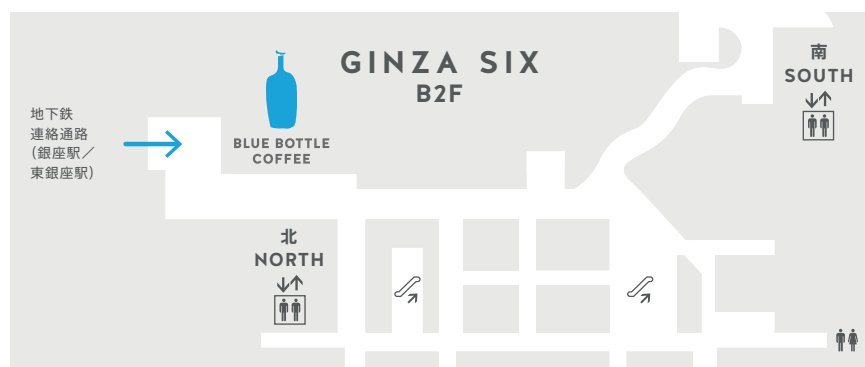 GINZA SIX
B2F
南
SOUTH
地下鉄
連絡通路
（銀座駅／
東銀座駅）
BLUE BOTTLE
COFFEE
北
NORTH